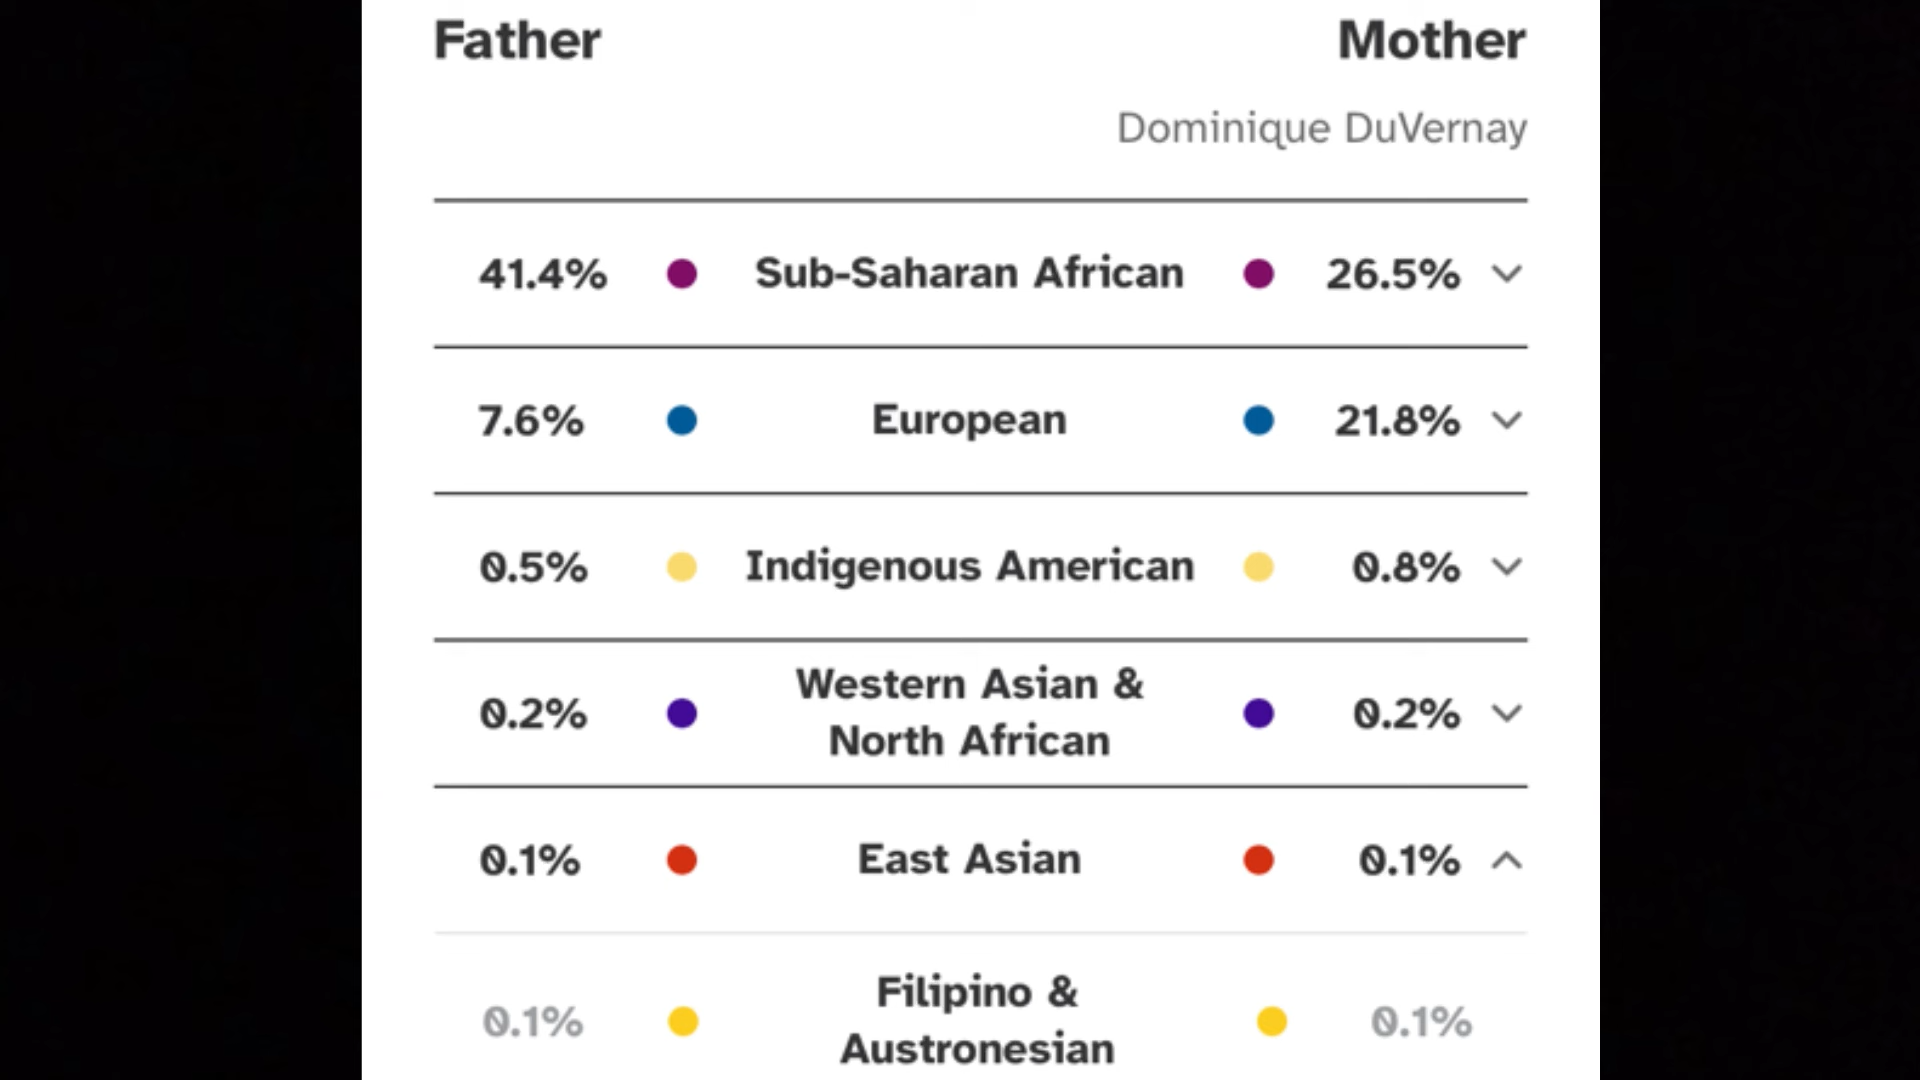 Father Mother
Dominique DuVernay
41.4% Sub-Saharan African 26.5%
7.6% European 21.8%
0.5% Indigenous American 0.8%
0.2% Western Asian & North African 0.2%
0.1% East Asian 0.1%
0.1% Filipino & Austronesian 0.1%